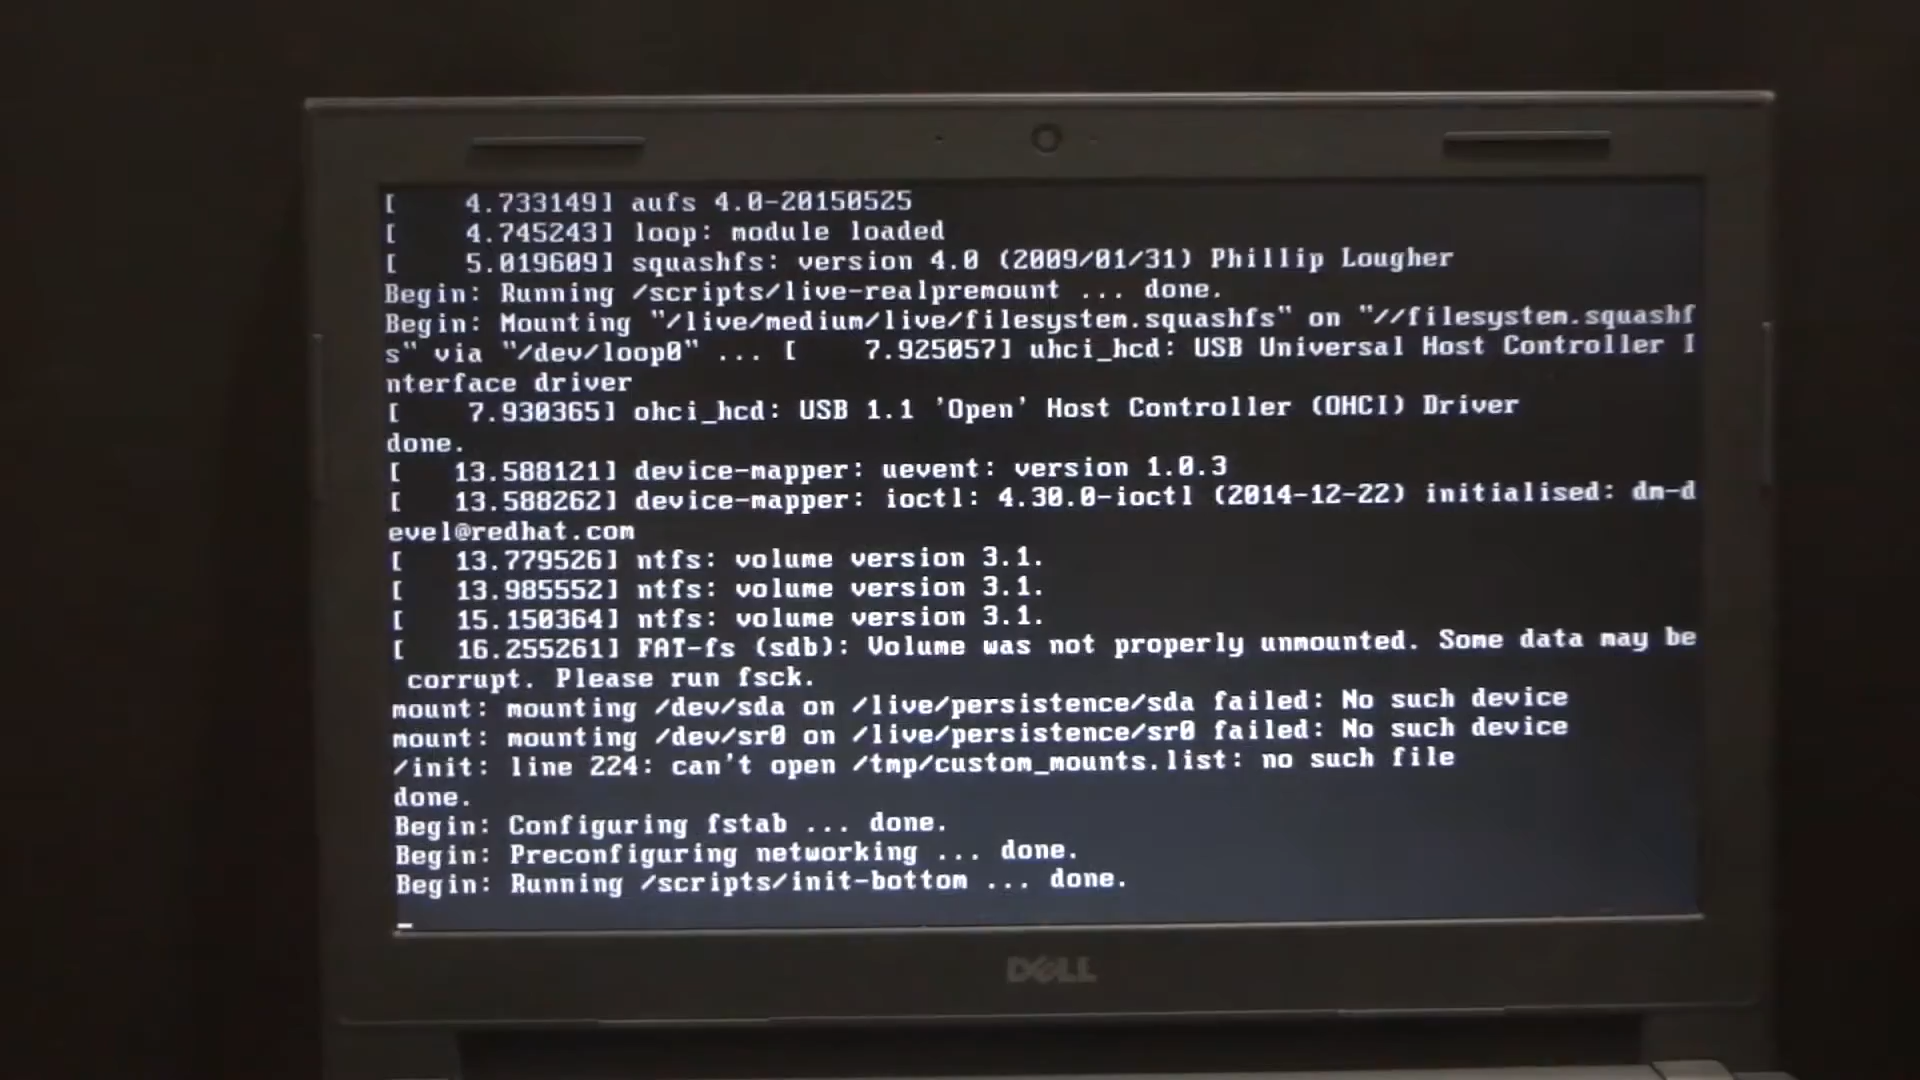 [    4.733149] aufs 4.0-20150525
[    4.745243] loop: module loaded
[    5.019609] squashfs: version 4.0 (2009/01/31) Phillip Lougher
Begin: Running /scripts/live-realpremount ... done.
Begin: Mounting "/live/medium/live/filesystem.squashfs" on "//filesystem.squashf
s" via "/dev/loop0" ... [    7.925057] uhci_hcd: USB Universal Host Controller I
nterface driver
[    7.930365] ohci_hcd: USB 1.1 'Open' Host Controller (OHCI) Driver
done.
[   13.588121] device-mapper: uevent: version 1.0.3
[   13.588262] device-mapper: ioctl: 4.30.0-ioctl (2014-12-22) initialised: dm-d
evel@redhat.com
[   13.779526] ntfs: volume version 3.1.
[   13.985552] ntfs: volume version 3.1.
[   15.150364] ntfs: volume version 3.1.
[   16.255261] FAT-fs (sdb): Volume was not properly unmounted. Some data may be
 corrupt. Please run fsck.
mount: mounting /dev/sda on /live/persistence/sda failed: No such device
mount: mounting /dev/sr0 on /live/persistence/sr0 failed: No such device
/init: line 224: can't open /tmp/custom_mounts.list: no such file
done.
Begin: Configuring fstab ... done.
Begin: Preconfiguring networking ... done.
Begin: Running /scripts/init-bottom ... done.
DELL